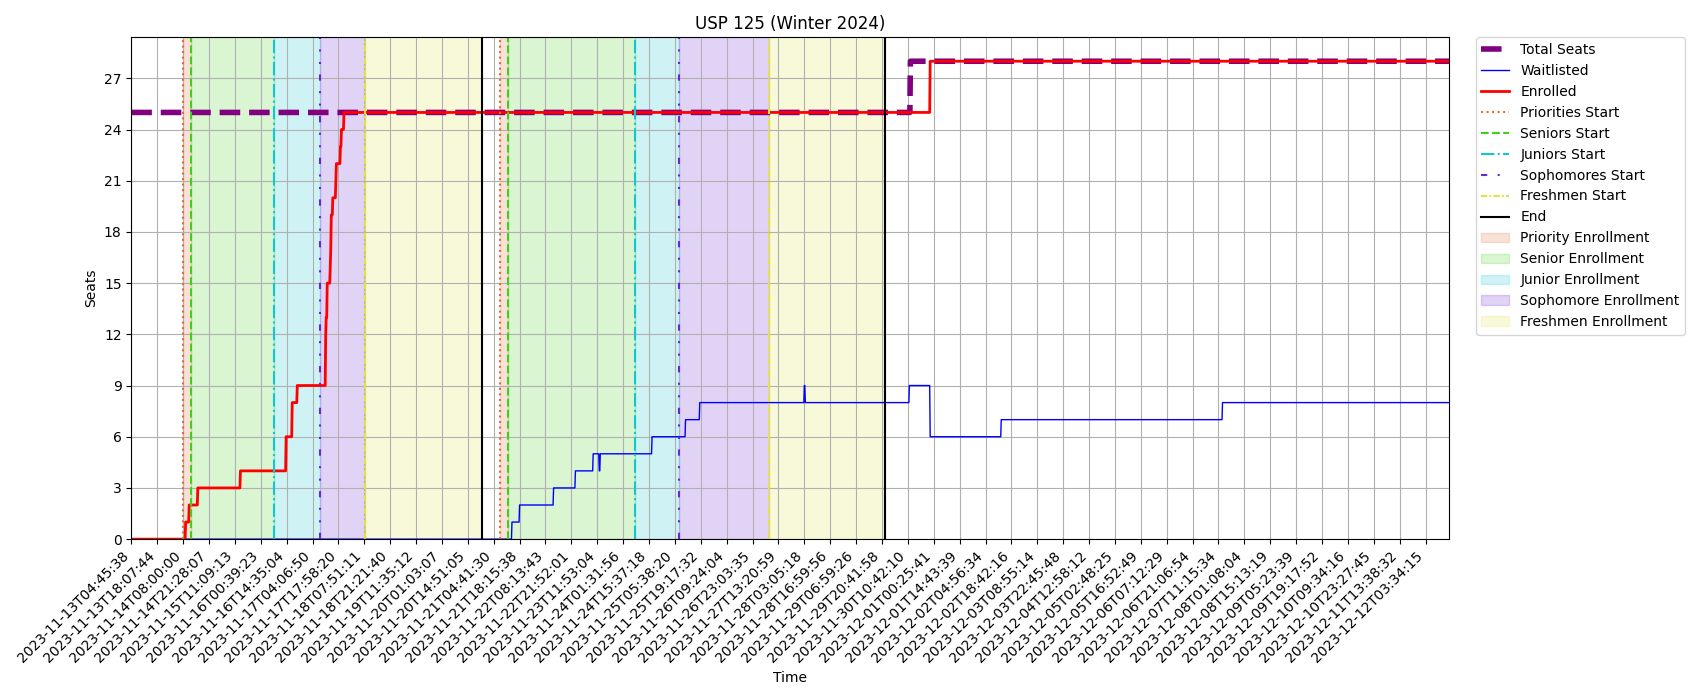 USP 125 (Winter 2024)
Seats
27
24
21
18
15
12
9
6
3
0
2023-11-13T04:45:38
2023-11-13T18:07:44
2023-11-14T08:00:00
2023-11-14T21:28:07
2023-11-15T11:09:13
2023-11-16T00:39:23
2023-11-16T14:35:04
2023-11-17T04:06:50
2023-11-17T17:58:20
2023-11-18T07:51:11
2023-11-18T21:21:40
2023-11-19T11:35:12
2023-11-20T01:03:07
2023-11-20T14:51:05
2023-11-21T04:41:30
2023-11-21T18:15:38
2023-11-22T08:13:43
2023-11-22T21:52:01
2023-11-23T11:53:04
2023-11-24T01:31:56
2023-11-24T15:37:18
2023-11-25T05:38:20
2023-11-25T19:17:32
2023-11-26T09:24:04
2023-11-26T23:03:35
2023-11-27T13:20:59
2023-11-28T03:05:18
2023-11-28T16:59:56
2023-11-29T06:59:26
2023-11-29T20:41:58
2023-11-30T10:42:10
2023-12-01T00:25:41
2023-12-01T14:43:39
2023-12-02T04:56:34
2023-12-02T18:42:16
2023-12-03T08:55:14
2023-12-03T22:45:48
2023-12-04T12:58:12
2023-12-05T02:48:25
2023-12-05T16:52:49
2023-12-06T07:12:29
2023-12-06T21:06:54
2023-12-07T11:15:34
2023-12-08T01:08:04
2023-12-08T15:13:19
2023-12-09T05:23:39
2023-12-09T19:17:52
2023-12-10T09:34:16
2023-12-10T23:27:45
2023-12-11T13:38:32
2023-12-12T03:34:15
Time
Total Seats
Waitlisted
Enrolled
Priorities Start
Seniors Start
Juniors Start
Sophomores Start
Freshmen Start
End
Priority Enrollment
Senior Enrollment
Junior Enrollment
Sophomore Enrollment
Freshmen Enrollment